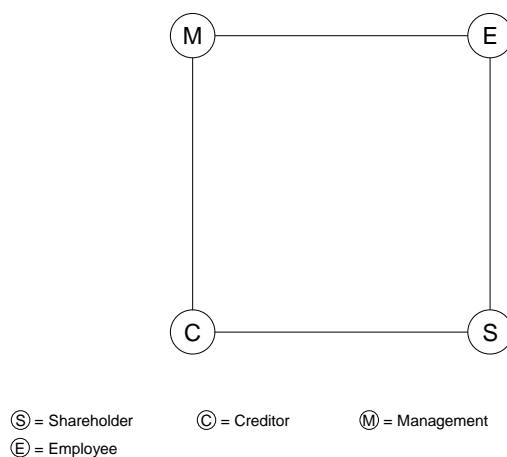 M E
C S
Ⓢ = Shareholder Ⓒ = Creditor Ⓜ = Management
Ⓔ = Employee